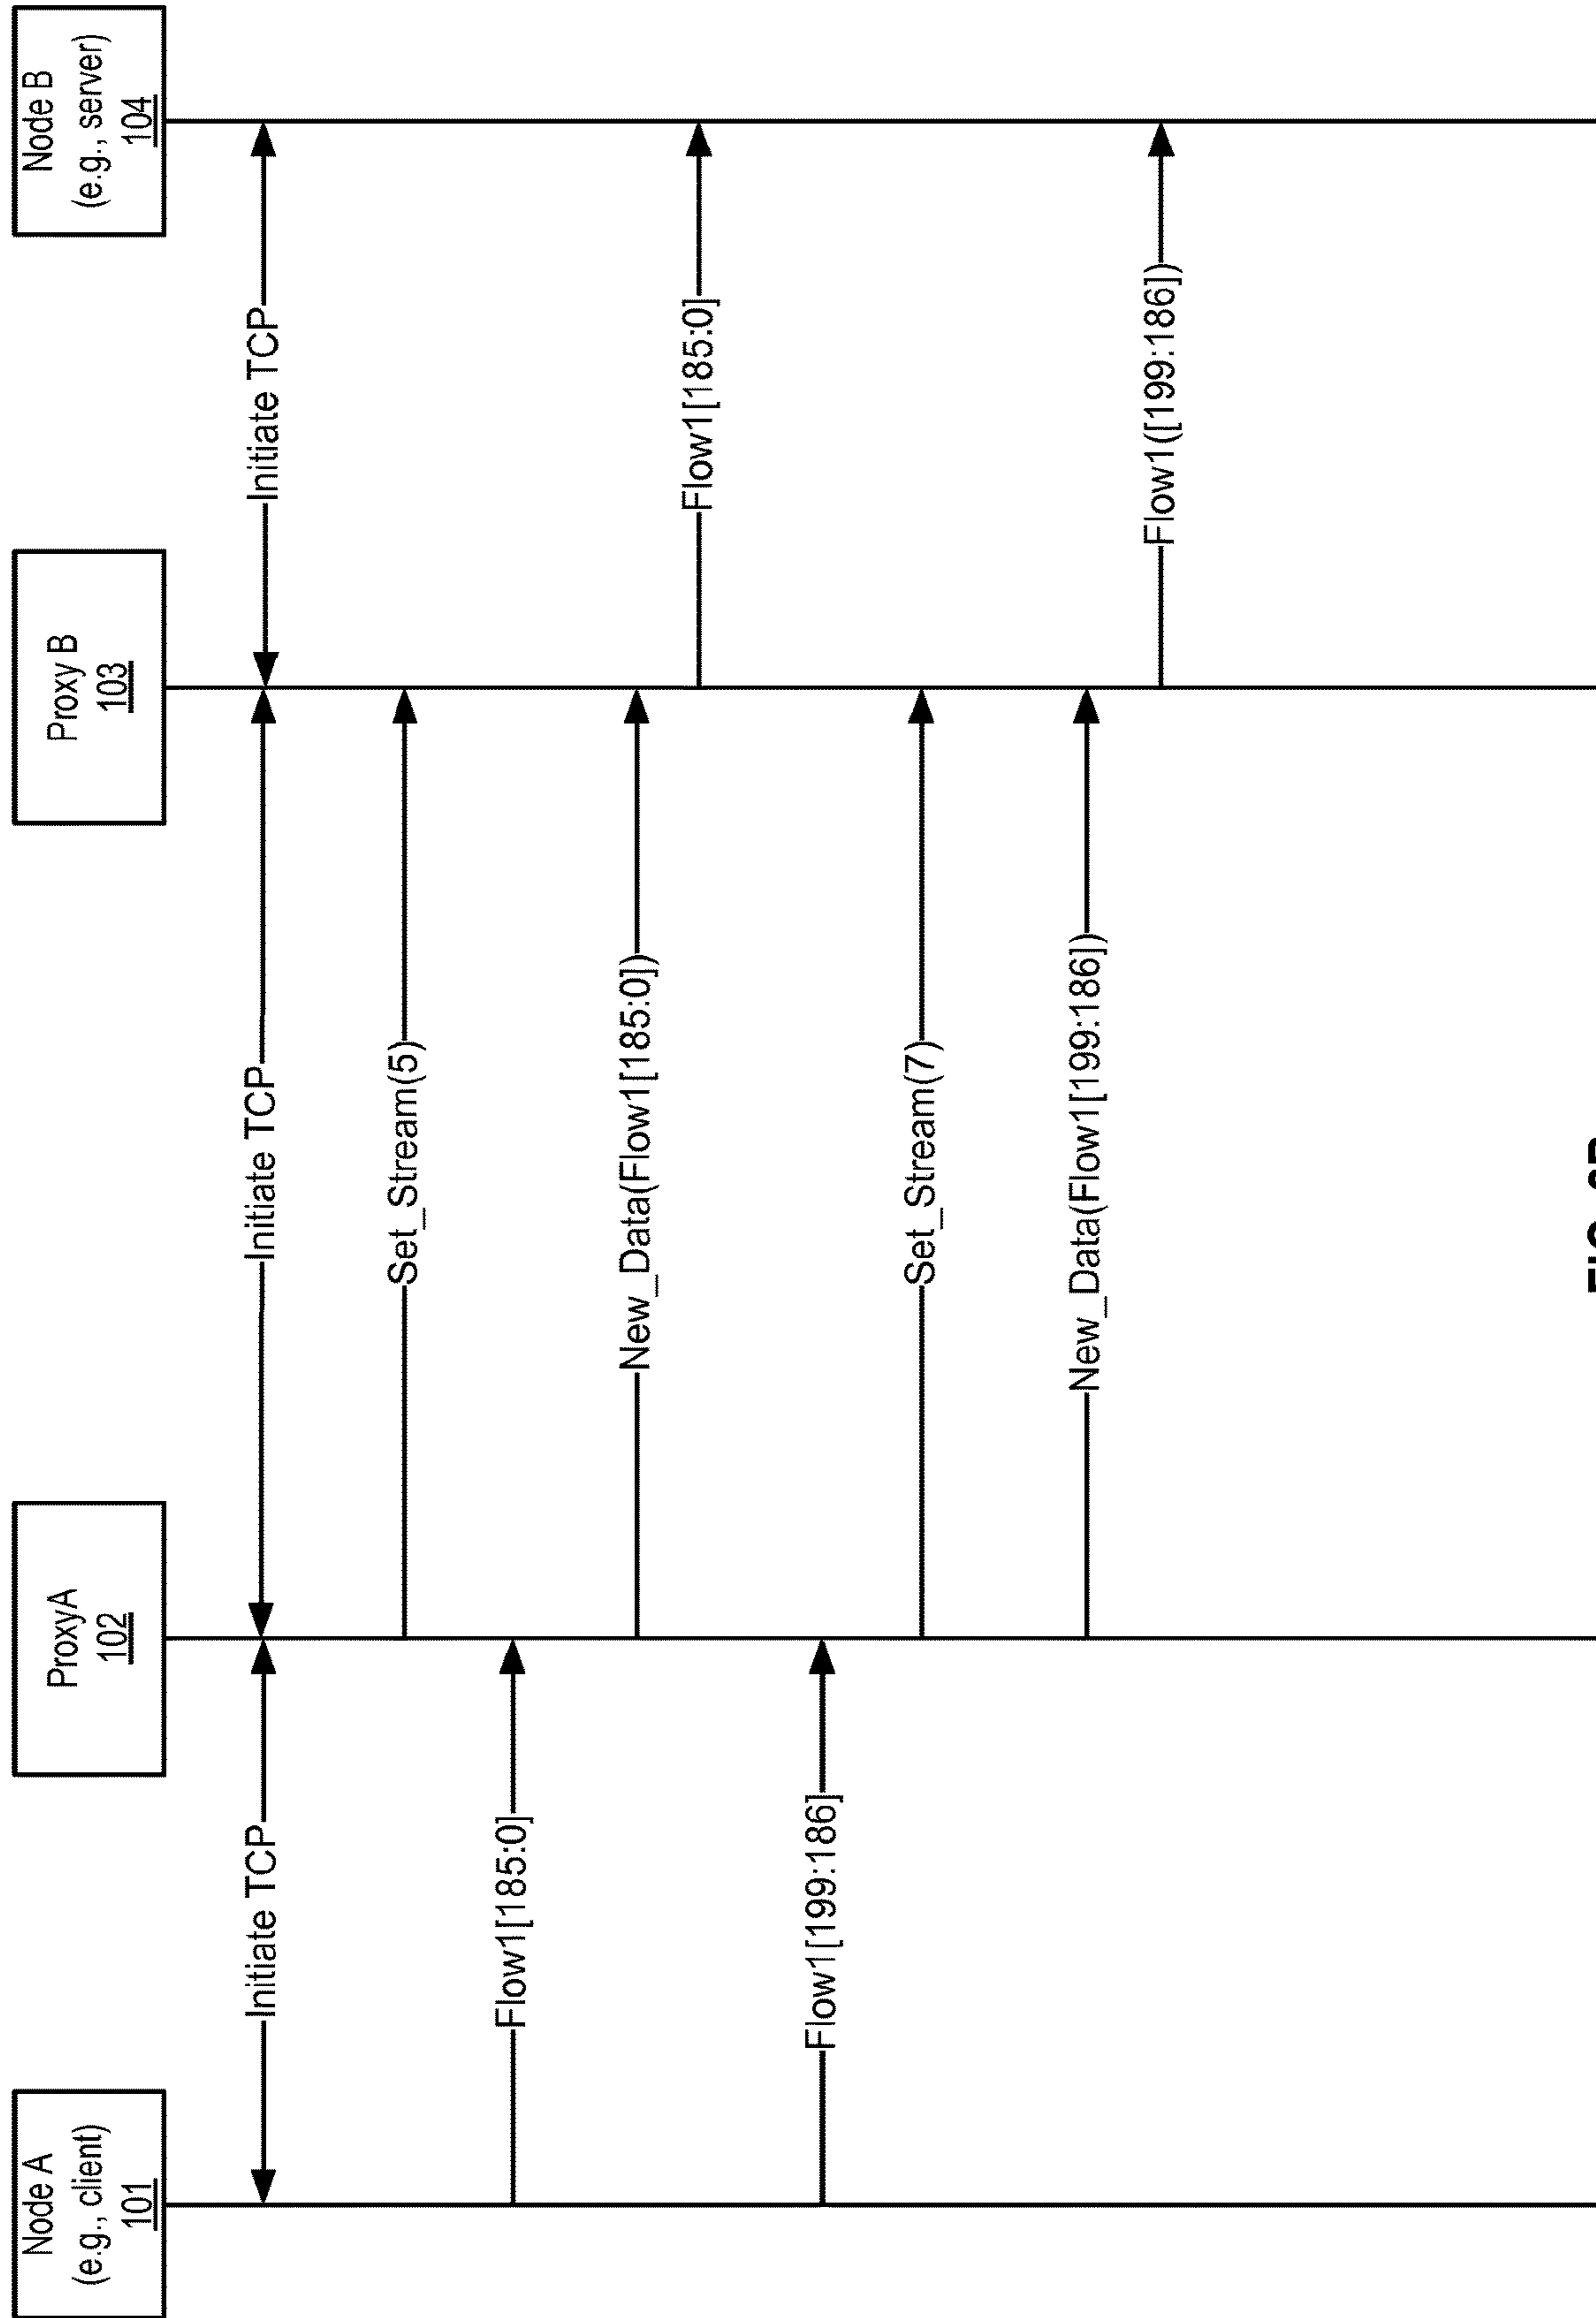 Node A
(e.g., client)
101
ProxyA
102
Proxy B
103
Node B
(e.g., server)
104
Initiate TCP
Initiate TCP
Initiate TCP
Set_Stream(5)
Flow1[185:0]
New_Data(Flow1[185:0])
Flow1[185:0]
Flow1[199:186]
Set_Stream(7)
New_Data(Flow1[199:186])
Flow1([199:186])